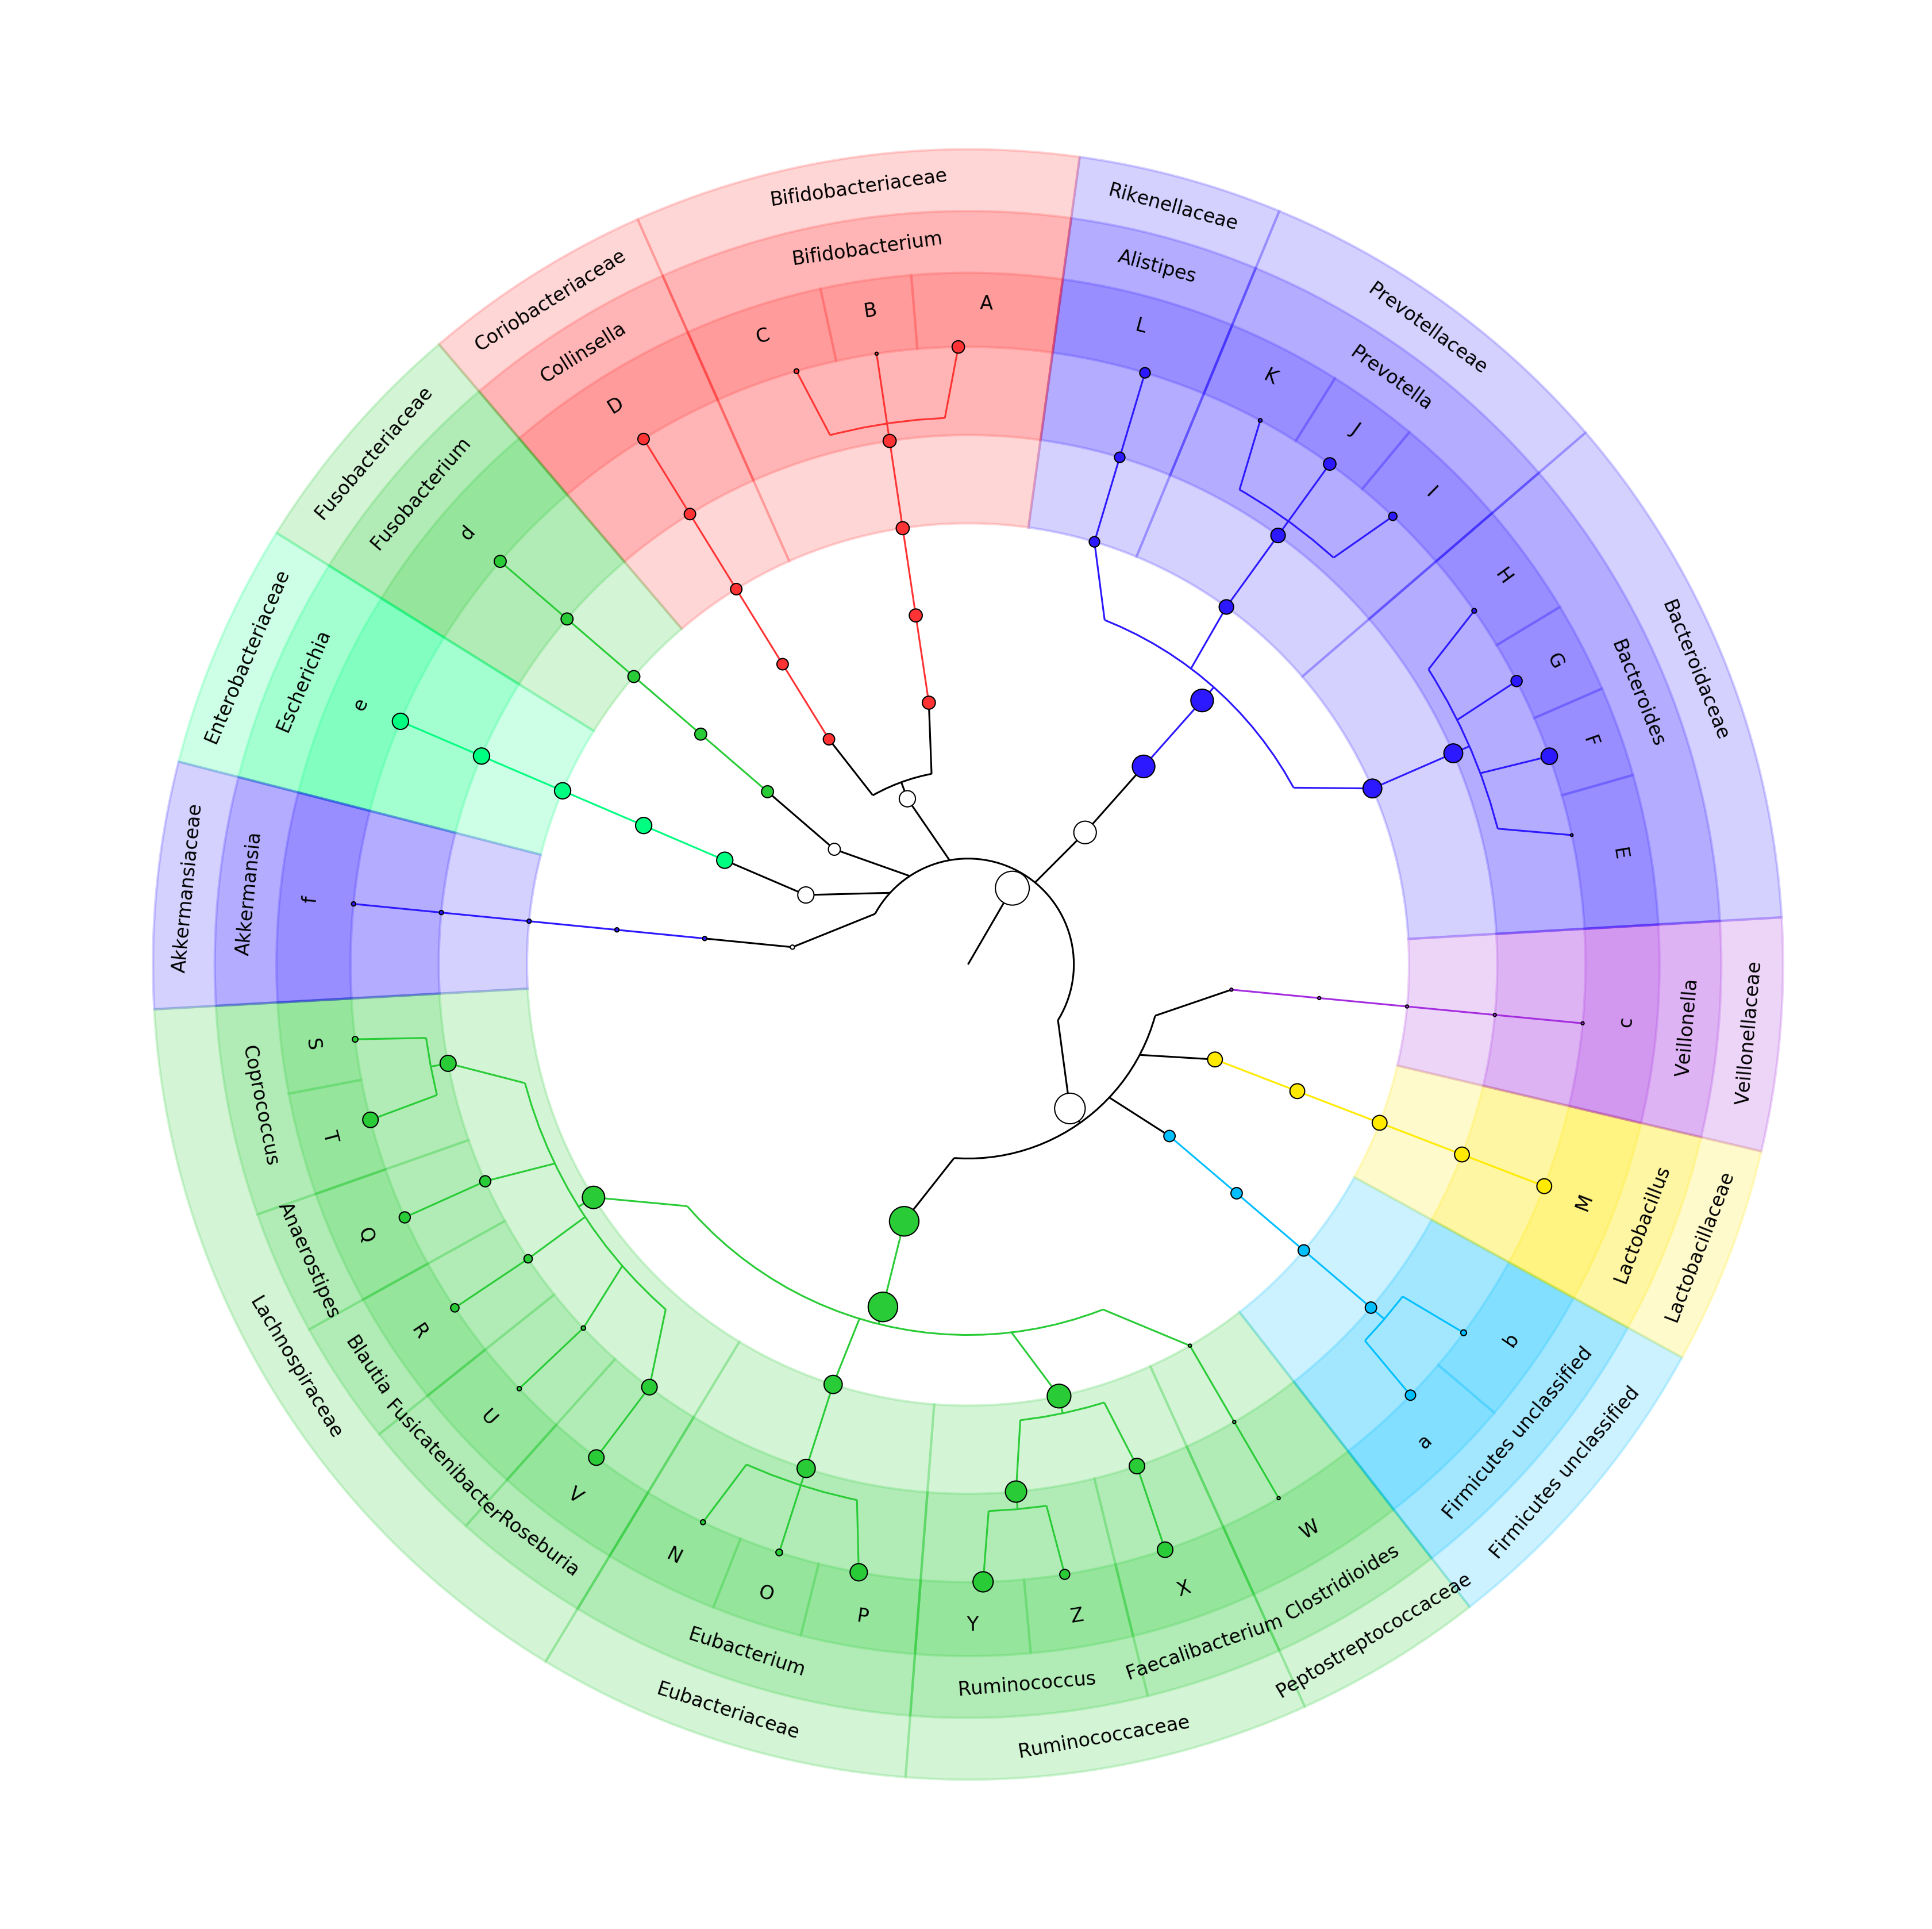 Bifidobacteriaceae
Bifidobacterium
A
B
C
Coriobacteriaceae
Collinsella
D
Fusobacteriaceae
Fusobacterium
d
Enterobacteriaceae
Escherichia
e
Akkermansiaceae
Akkermansia
f
Lachnospiraceae
Coprococcus
S
T
Anaerostipes
Q
Blautia
R
Fusicatenibacter
U
Roseburia
V
Eubacteriaceae
Eubacterium
N
O
P
Ruminococcaceae
Ruminococcus
Y
Z
Faecalibacterium
X
Peptostreptococcaceae
Clostridioides
W
Firmicutes unclassified
Firmicutes unclassified
a
b
Lactobacillaceae
Lactobacillus
M
Veillonellaceae
Veillonella
c
Bacteroidaceae
Bacteroides
E
F
G
H
Prevotellaceae
Prevotella
I
J
K
Rikenellaceae
Alistipes
L